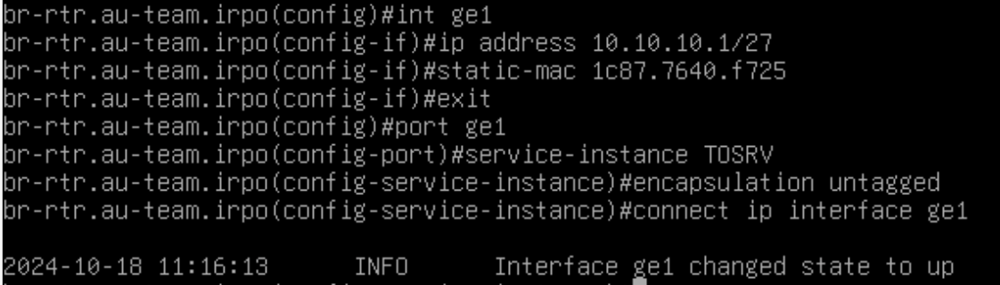 br-rtr.au-team.irpo(config)#int ge1
br-rtr.au-team.irpo(config-if)#ip address 10.10.10.1/27
br-rtr.au-team.irpo(config-if)#static-mac 1c87.7640.f725
br-rtr.au-team.irpo(config-if)#exit
br-rtr.au-team.irpo(config)#port ge1
br-rtr.au-team.irpo(config-port)#service-instance TOSRV
br-rtr.au-team.irpo(config-service-instance)#encapsulation untagged
br-rtr.au-team.irpo(config-service-instance)#connect ip interface ge1
2024-10-18 11:16:13 INFO Interface ge1 changed state to up